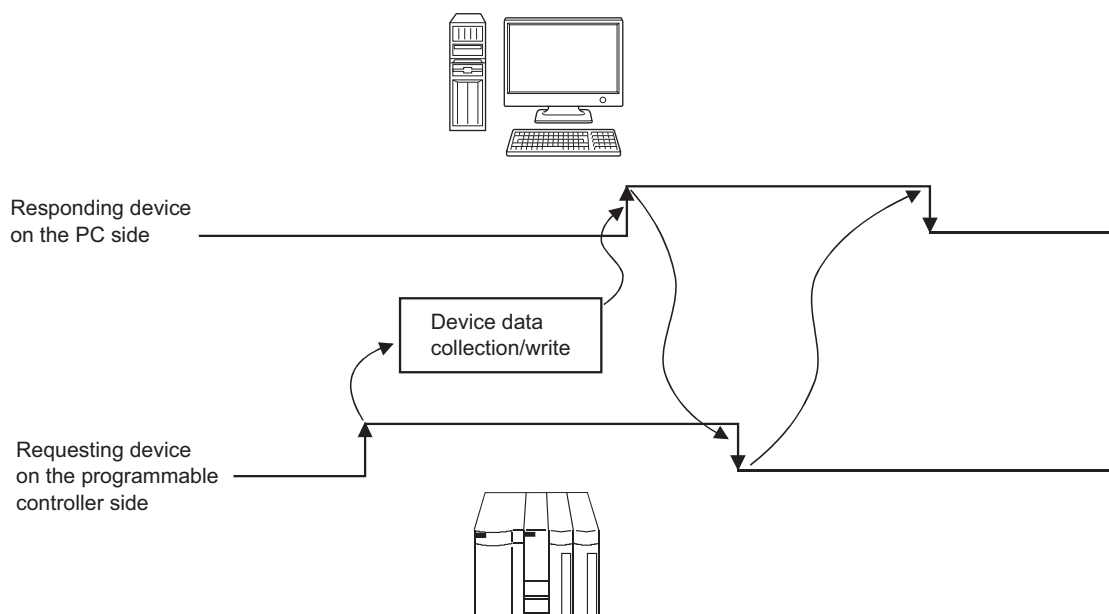 Responding device
on the PC side
Device data
collection/write
Requesting device
on the programmable
controller side